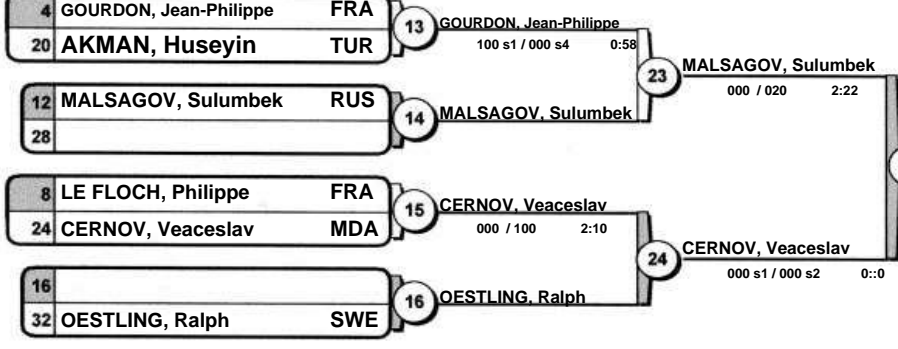 4 GOURDON, Jean-Philippe FRA
20 AKMAN, Huseyin TUR
13
GOURDON, Jean-Philippe
100 s1 / 000 s4 0:58
12 MALSAGOV, Sulumbek RUS
28
14
MALSAGOV, Sulumbek
23
MALSAGOV, Sulumbek
000 / 020 2:22
8 LE FLOCH, Philippe FRA
24 CERNOV, Veaceslav MDA
15
CERNOV, Veaceslav
000 / 100 2:10
16
32 OESTLING, Ralph SWE
16
OESTLING, Ralph
24
CERNOV, Veaceslav
000 s1 / 000 s2 0::0